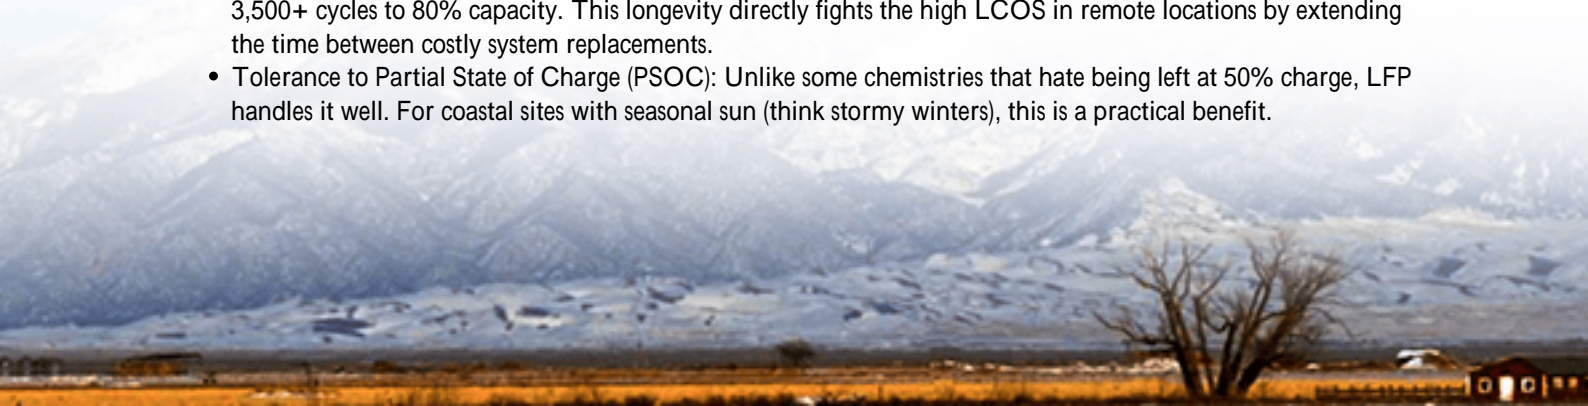 3,500+ cycles to 80% capacity. This longevity directly fights the high LCOS in remote locations by extending
the time between costly system replacements.
• Tolerance to Partial State of Charge (PSOC): Unlike some chemistries that hate being left at 50% charge, LFP
handles it well. For coastal sites with seasonal sun (think stormy winters), this is a practical benefit.